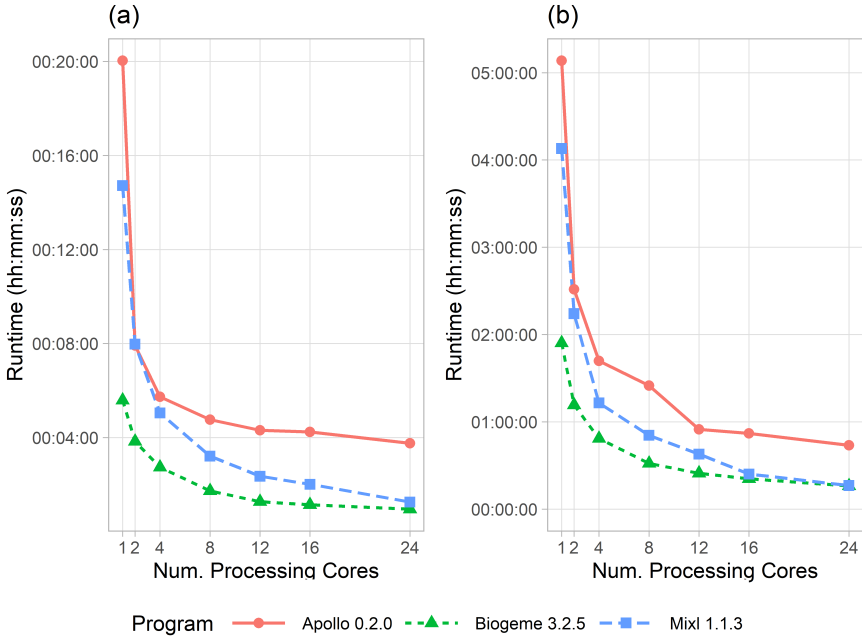 (a)
Runtime (hh:mm:ss)
00:20:00
00:16:00
00:12:00
00:08:00
00:04:00
1 2 4 8 12 16 24
Num. Processing Cores
(b)
Runtime (hh:mm:ss)
05:00:00
04:00:00
03:00:00
02:00:00
01:00:00
00:00:00
1 2 4 8 12 16 24
Num. Processing Cores
Program Apollo 0.2.0 Biogeme 3.2.5 Mixl 1.1.3